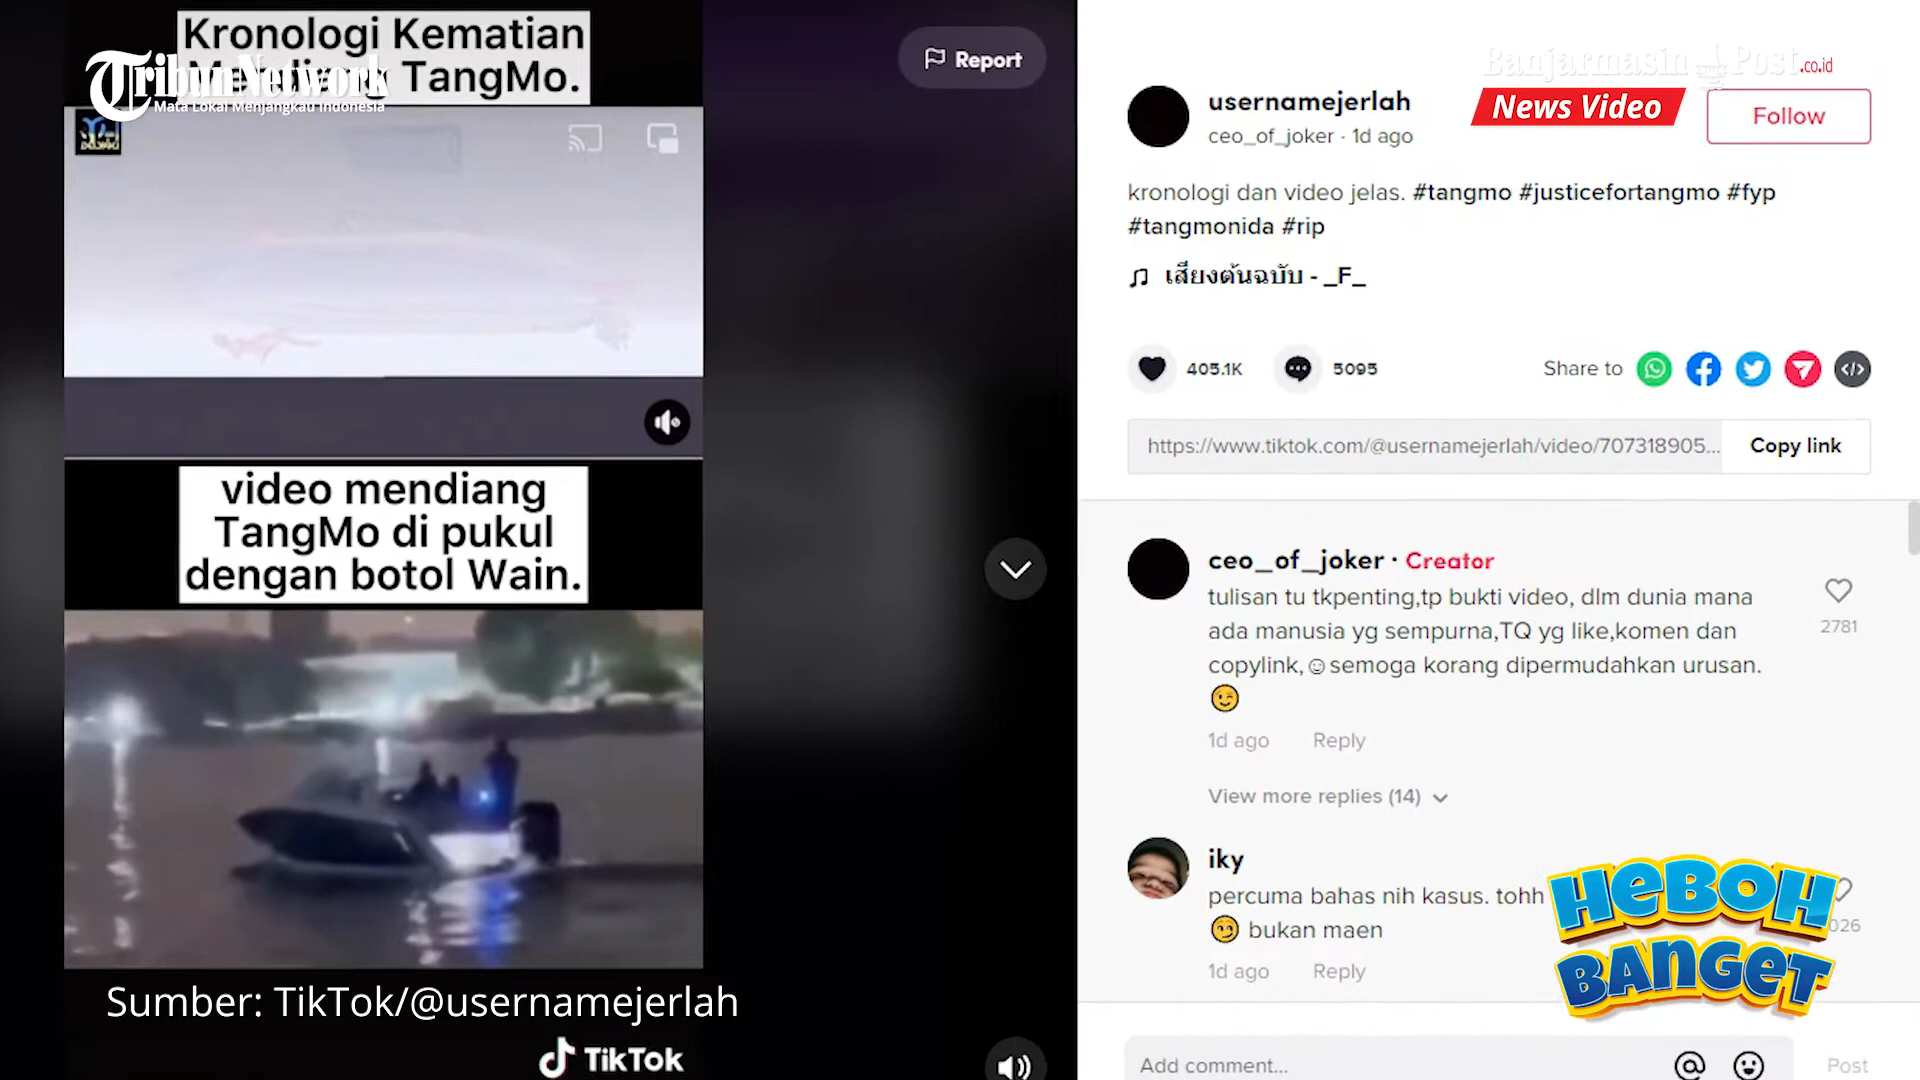 Kronologi Kematian
TangMo.
TribunNetwork
Mata Lokal Menjangkau Indonesia
video mendiang
TangMo di pukul
dengan botol Wain.
Sumber: TikTok/@usernamejerlah
TikTok
Report
Banjarmasin Post.co.id
News Video
usernamejerlah
ceo_of_joker · 1d ago
Follow
kronologi dan video jelas. #tangmo #justicefortangmo #fyp
#tangmonida #rip
เสียงต้นฉบับ - _F_
405.1K
5095
Share to
https://www.tiktok.com/@usernamejerlah/video/707318905...
Copy link
ceo_of_joker · Creator
tulisan tu tkpenting,tp bukti video, dlm dunia mana
ada manusia yg sempurna,TQ yg like,komen dan
copylink,☺semoga korang dipermudahkan urusan.
😉
2781
1d ago Reply
View more replies (14)
iky
percuma bahas nih kasus. tohh
😏 bukan maen
026
1d ago Reply
HEBOH
BANGET
Add comment...
Post